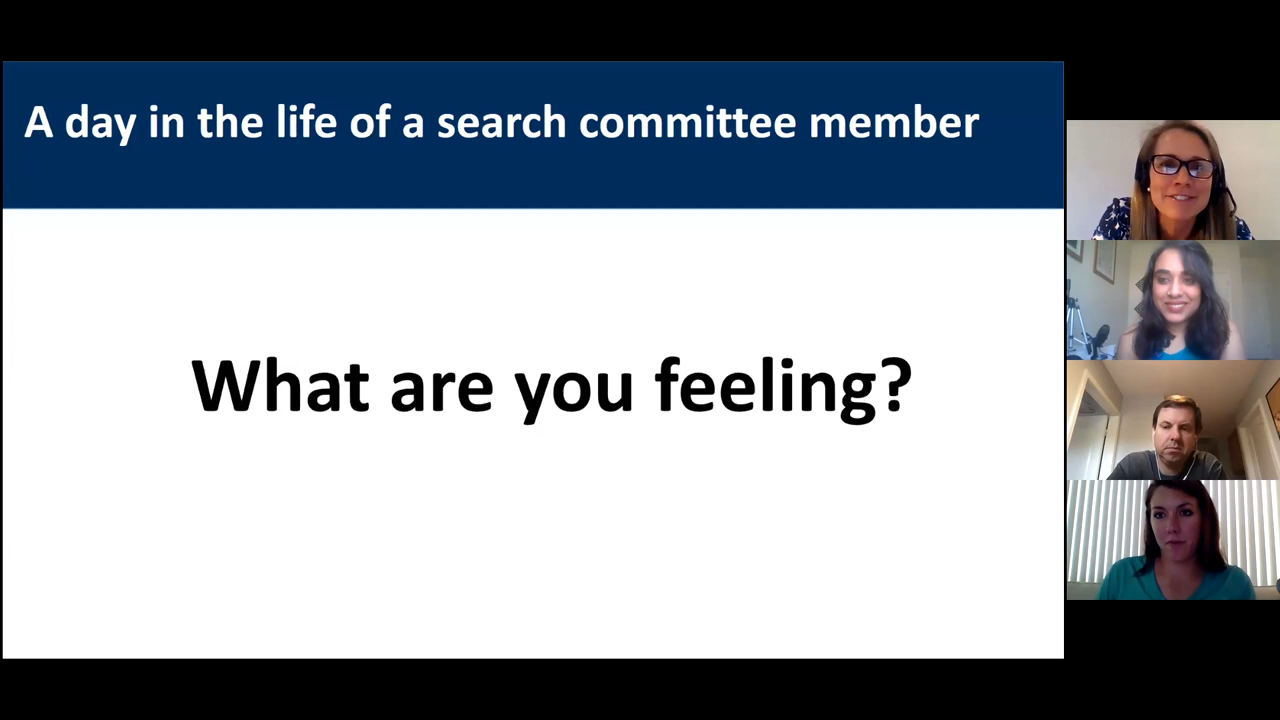 A day in the life of a search committee member
What are you feeling?